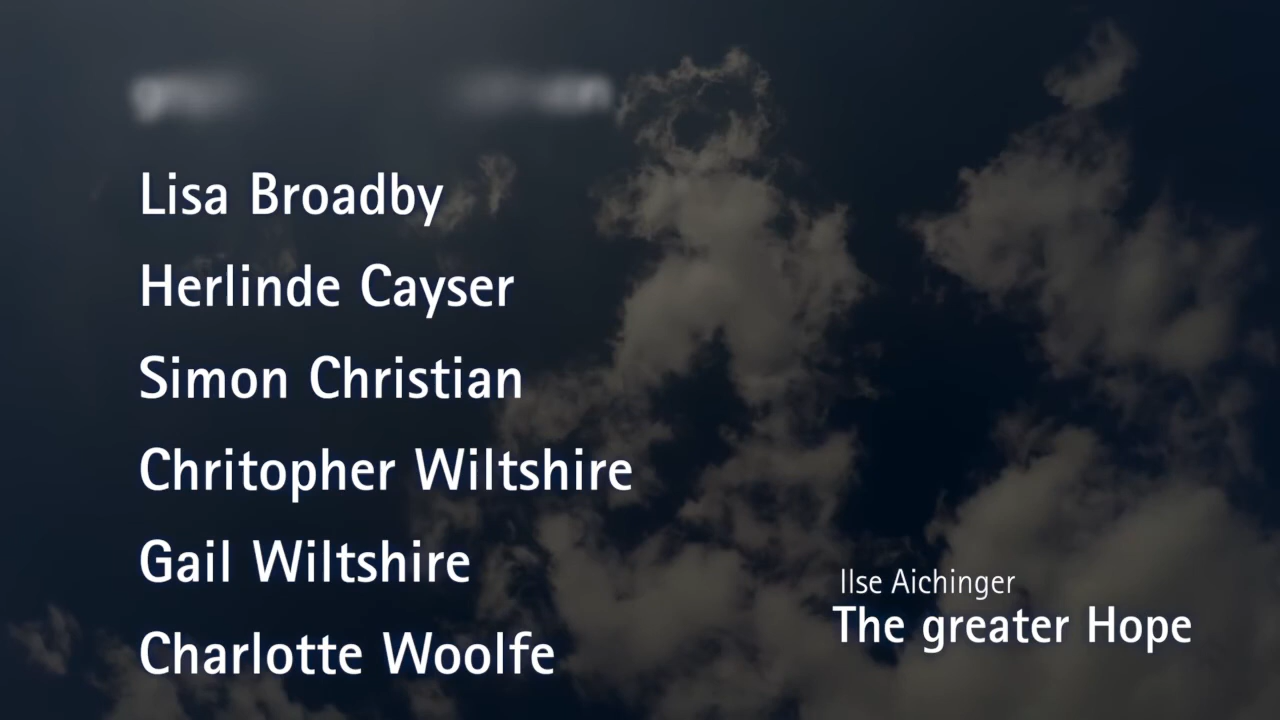 Lisa Broadby
Herlinde Cayser
Simon Christian
Chritopher Wiltshire
Gail Wiltshire
Charlotte Woolfe
Ilse Aichinger
The greater Hope